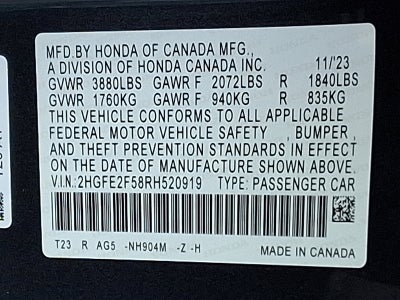 MFD.BY HONDA OF CANADA MFG.,
A DIVISION OF HONDA CANADA INC. 11/'23
GVWR 3880LBS GAWR F 2072LBS R 1840LBS
GVWR 1760KG GAWR F 940KG R 835KG
THIS VEHICLE CONFORMS TO ALL APPLICABLE
FEDERAL MOTOR VEHICLE SAFETY , BUMPER ,
AND THEFT PREVENTION STANDARDS IN EFFECT
ON THE DATE OF MANUFACTURE SHOWN ABOVE.
V.I.N.:2HGFE2F58RH520919 TYPE: PASSENGER CAR
T23 R AG5 -NH904M -Z -H MADE IN CANADA